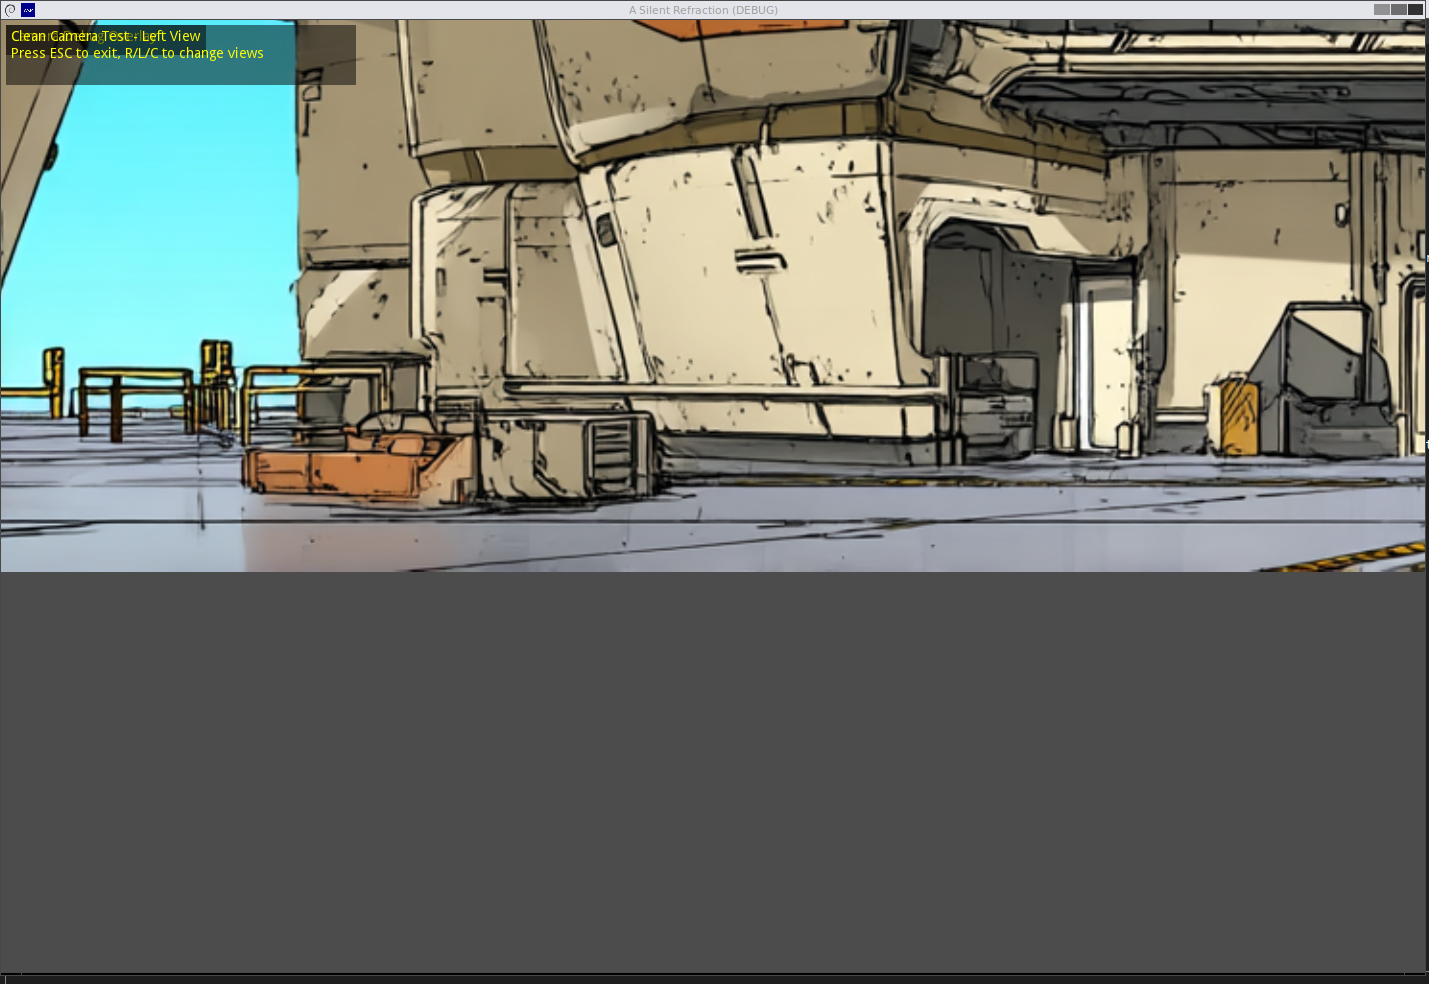 A Silent Refraction (DEBUG)
Clean Camera Test - Left View
Press ESC to exit, R/L/C to change views